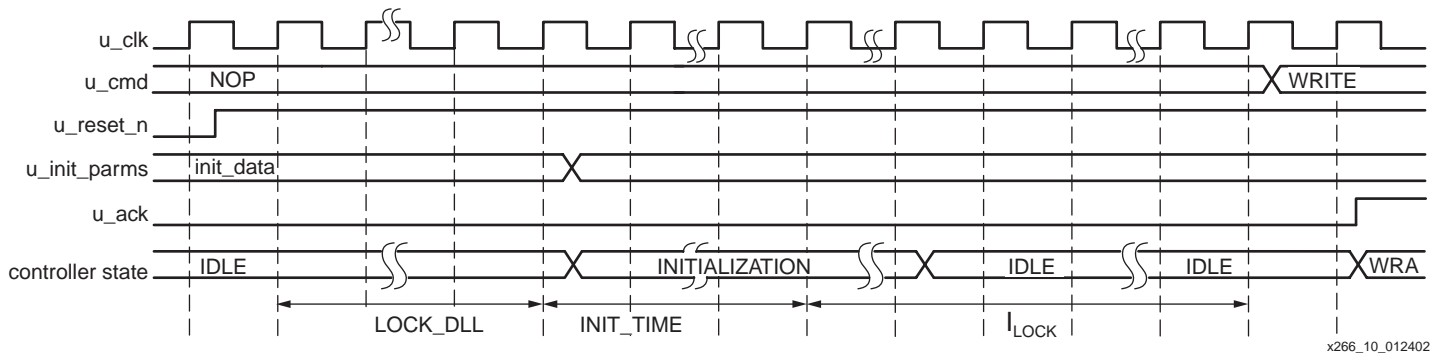 u_clk
u_cmd NOP WRITE
u_reset_n
u_init_parms init_data
u_ack
controller state IDLE INITIALIZATION IDLE IDLE WRA
LOCK_DLL INIT_TIME ILOCK
x266_10_012402